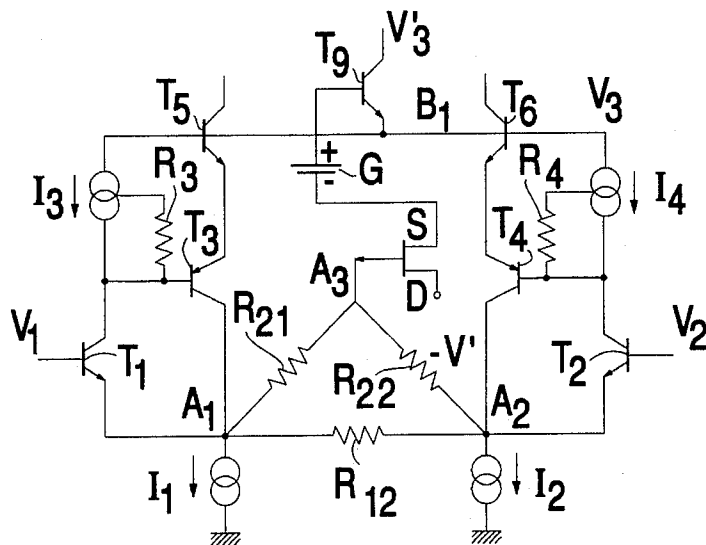 V'3
T9
T5
B1
T6
V3
+
-
G
R3
R4
I3
I4
T3
S
T4
A3
D
V1
R21
-V'
V2
T1
R22
T2
A1
A2
I1
R12
I2